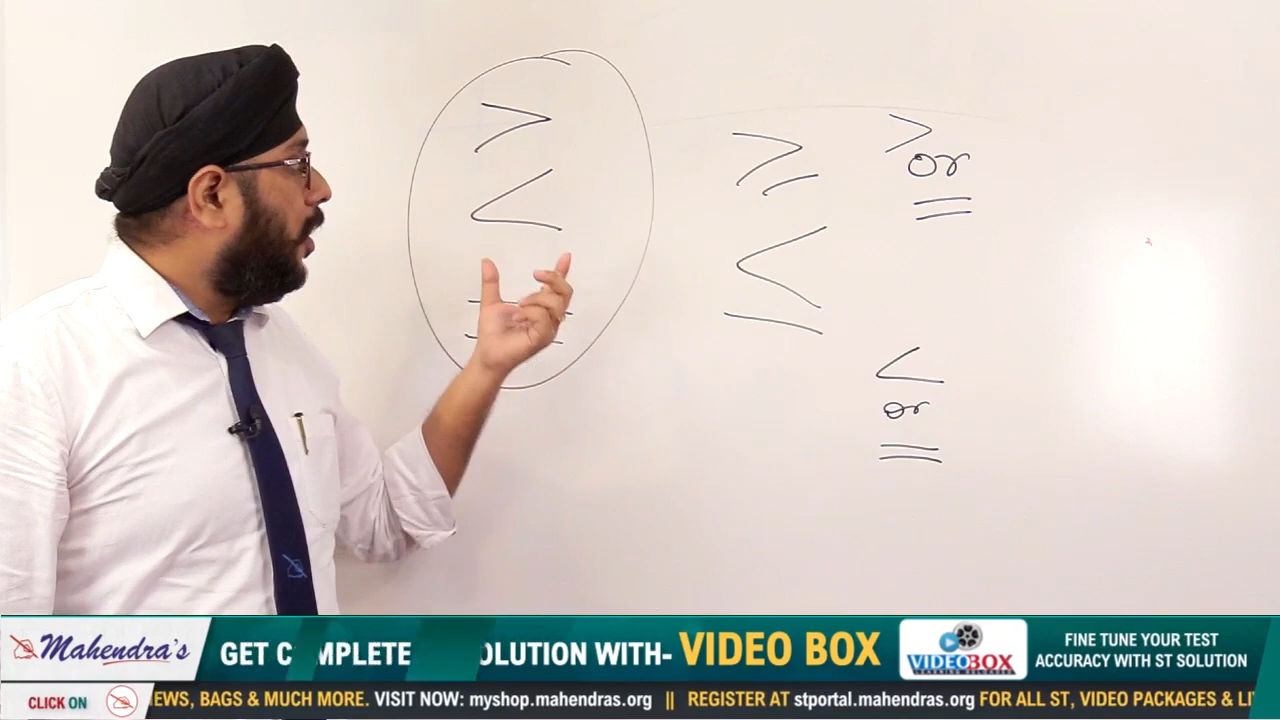 >
<
=
≥
>
or
=
≤
<
or
=
Mahendra's
GET C MPLETE OLUTION WITH- VIDEO BOX
VIDEOBOX
LEARNING RELOADED
FINE TUNE YOUR TEST
ACCURACY WITH ST SOLUTION
CLICK ON
EWS, BAGS & MUCH MORE. VISIT NOW: myshop.mahendras.org || REGISTER AT stportal.mahendras.org FOR ALL ST, VIDEO PACKAGES & LI